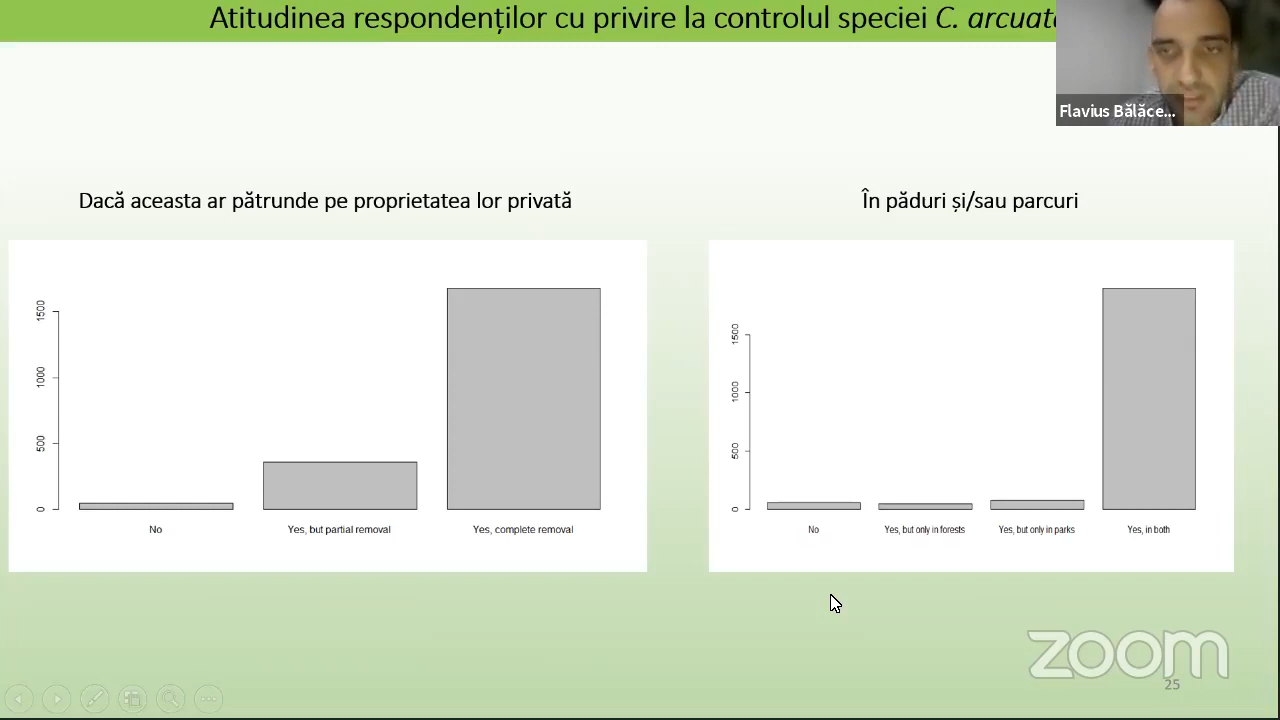 Atitudinea respondenților cu privire la controlul speciei C. arcuat
Flavius Bălăce...
Dacă aceasta ar pătrunde pe proprietatea lor privată
În păduri și/sau parcuri
1500
1000
500
0
No
Yes, but partial removal
Yes, complete removal
1500
1000
500
0
No
Yes, but only in forests
Yes, but only in parks
Yes, in both
zoom
25